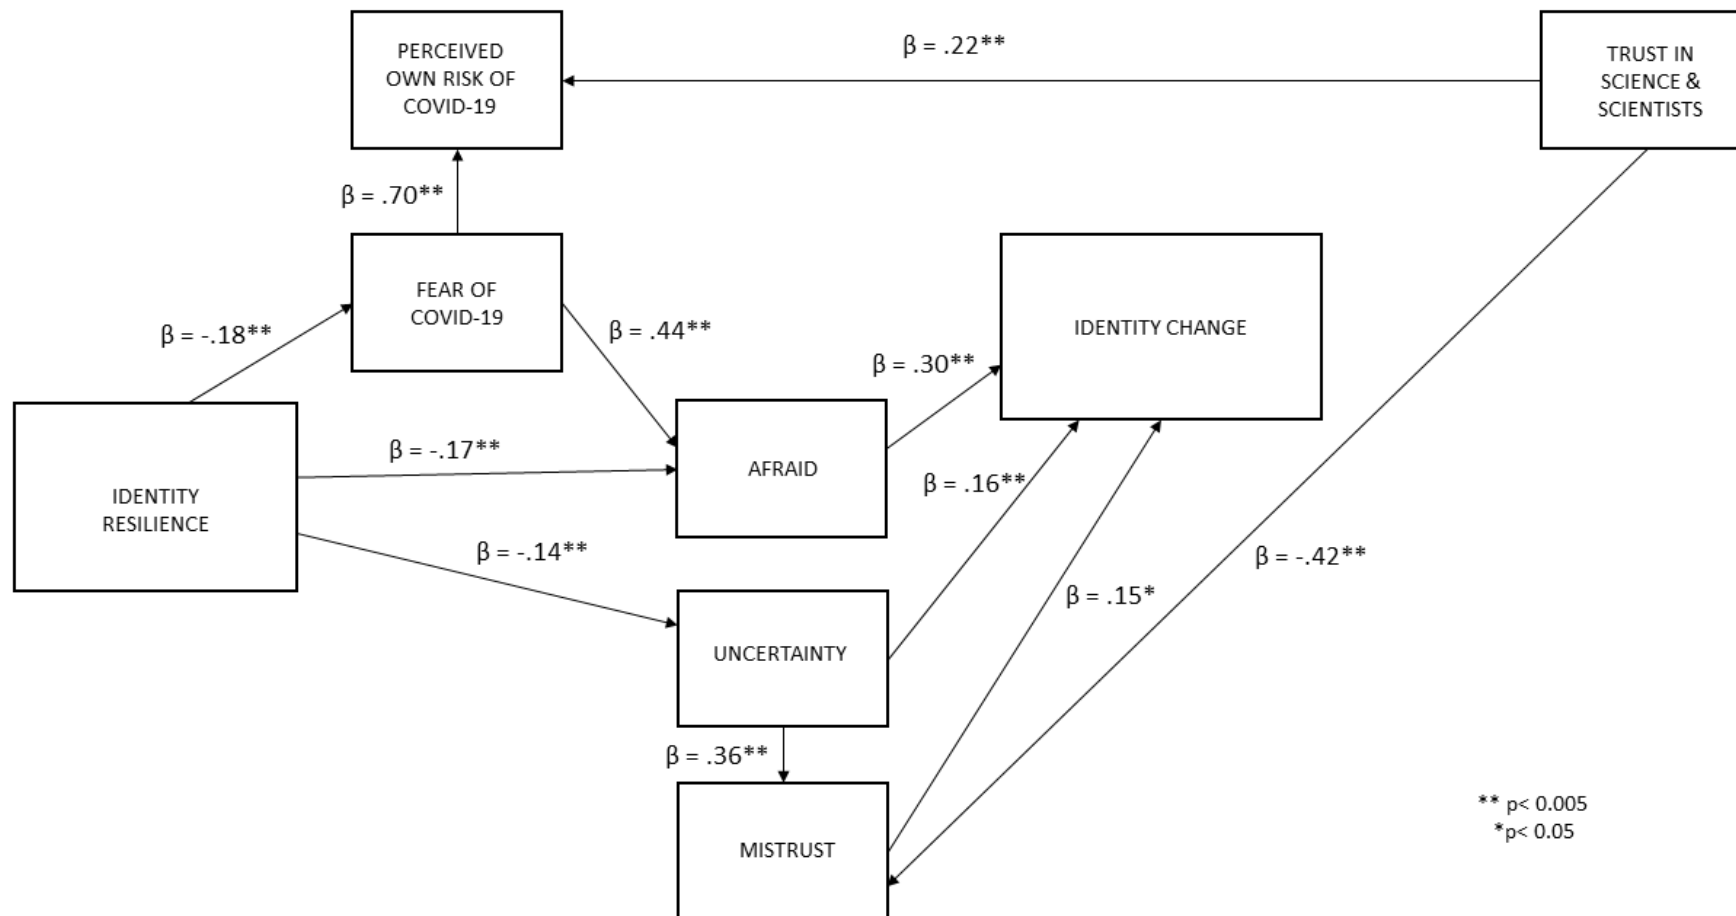 PERCEIVED
OWN RISK OF
COVID-19
β = .22**
TRUST IN
SCIENCE &
SCIENTISTS
β = .70**
FEAR OF
COVID-19
β = -.18**
β = .44**
IDENTITY CHANGE
β = .30**
β = -.17**
AFRAID
IDENTITY
RESILIENCE
β = .16**
β = -.14**
β = -.42**
β = .15*
UNCERTAINTY
β = .36**
MISTRUST
** p< 0.005
*p< 0.05